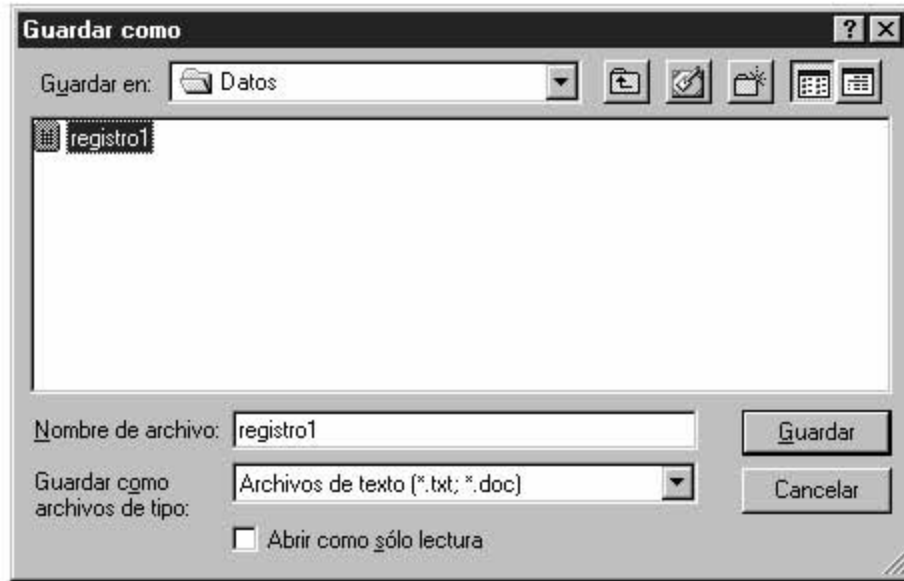 Guardar como
Guardar en: Datos
registro1
Nombre de archivo: registro1 Guardar
Guardar como
archivos de tipo: Archivos de texto (*.txt; *.doc) Cancelar
Abrir como sólo lectura